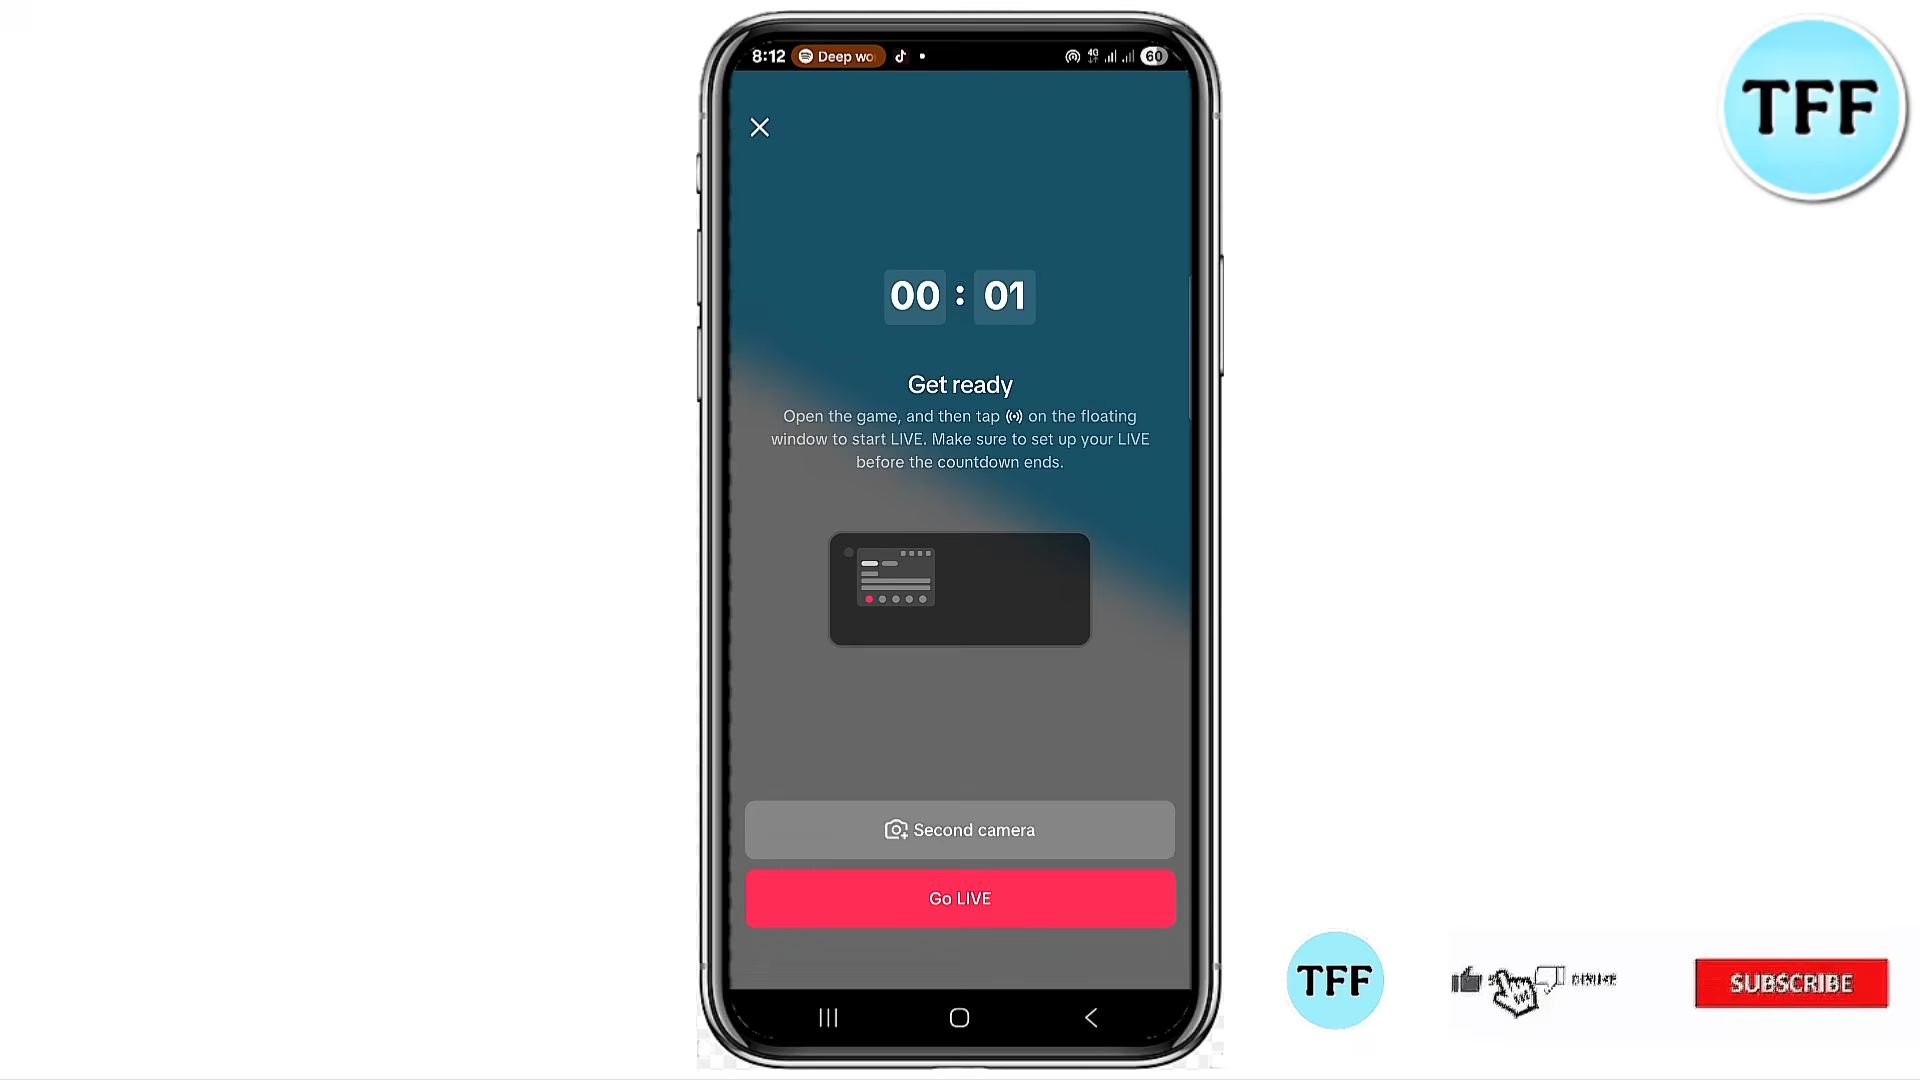 TFF
8:12 Deep wo
4G
60
00 : 01
Get ready
Open the game, and then tap on the floating
window to start LIVE. Make sure to set up your LIVE
before the countdown ends.
Second camera
Go LIVE
TFF
DISLIKE
SUBSCRIBE